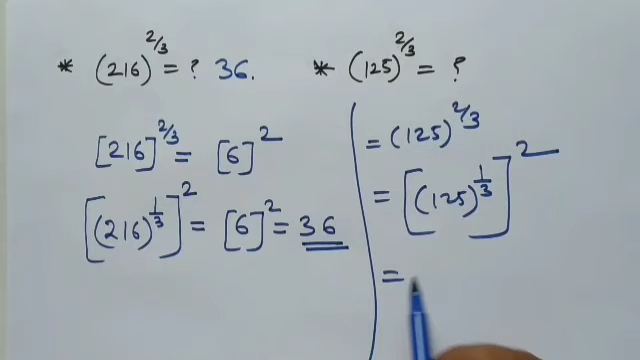 * (216)^2/3 = ? 36.
[216]^2/3 = [6]^2
[(216)^1/3]^2 = [6]^2 = 36
* (125)^2/3 = ?
= (125)^2/3
= [(125)^1/3]^2
=